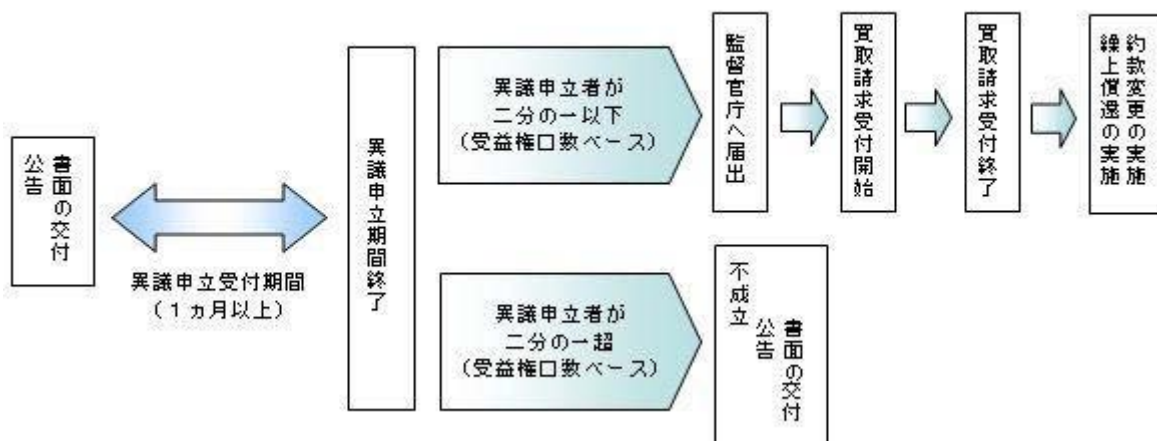 書面の交付
公告
異議申立受付期間
(1カ月以上)
異議申立期間終了
異議申立者が
二分の一以下
(受益権口数ベース)
監督官庁へ届出
買取請求受付開始
買取請求受付終了
約款変更の実施
繰上償還の実施
異議申立者が
二分の一超
(受益権口数ベース)
不成立
書面の交付
公告